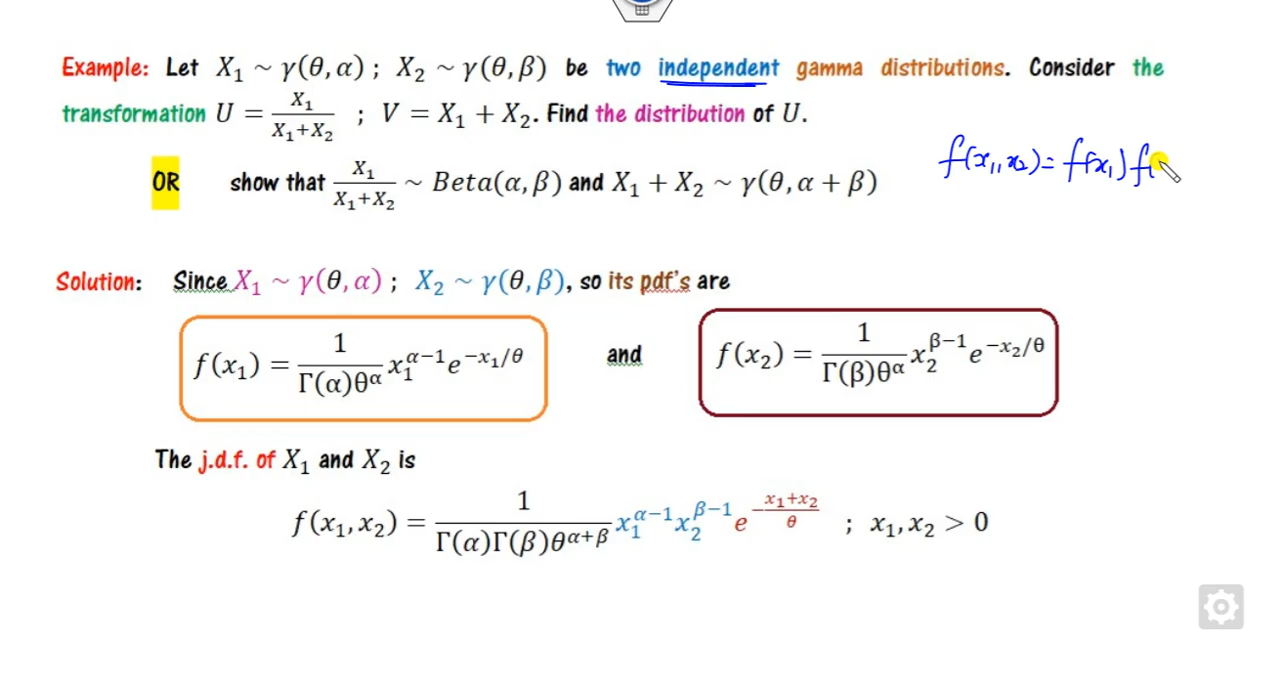 Example: Let X₁ ~ γ(θ, α) ; X₂ ~ γ(θ, β) be two independent gamma distributions. Consider the
transformation U = X₁/(X₁+X₂) ; V = X₁ + X₂. Find the distribution of U.
f(x₁, x₂) = f(x₁) f(
OR show that X₁/(X₁+X₂) ~ Beta(α, β) and X₁ + X₂ ~ γ(θ, α + β)
Solution: Since X₁ ~ γ(θ, α) ; X₂ ~ γ(θ, β), so its pdf's are
f(x₁) = 1/(Γ(α)θ^α) x₁^(α−1) e^(−x₁/θ) and f(x₂) = 1/(Γ(β)θ^α) x₂^(β−1) e^(−x₂/θ)
The j.d.f. of X₁ and X₂ is
f(x₁, x₂) = 1/(Γ(α)Γ(β)θ^(α+β)) x₁^(α−1) x₂^(β−1) e^(−(x₁+x₂)/θ) ; x₁, x₂ > 0